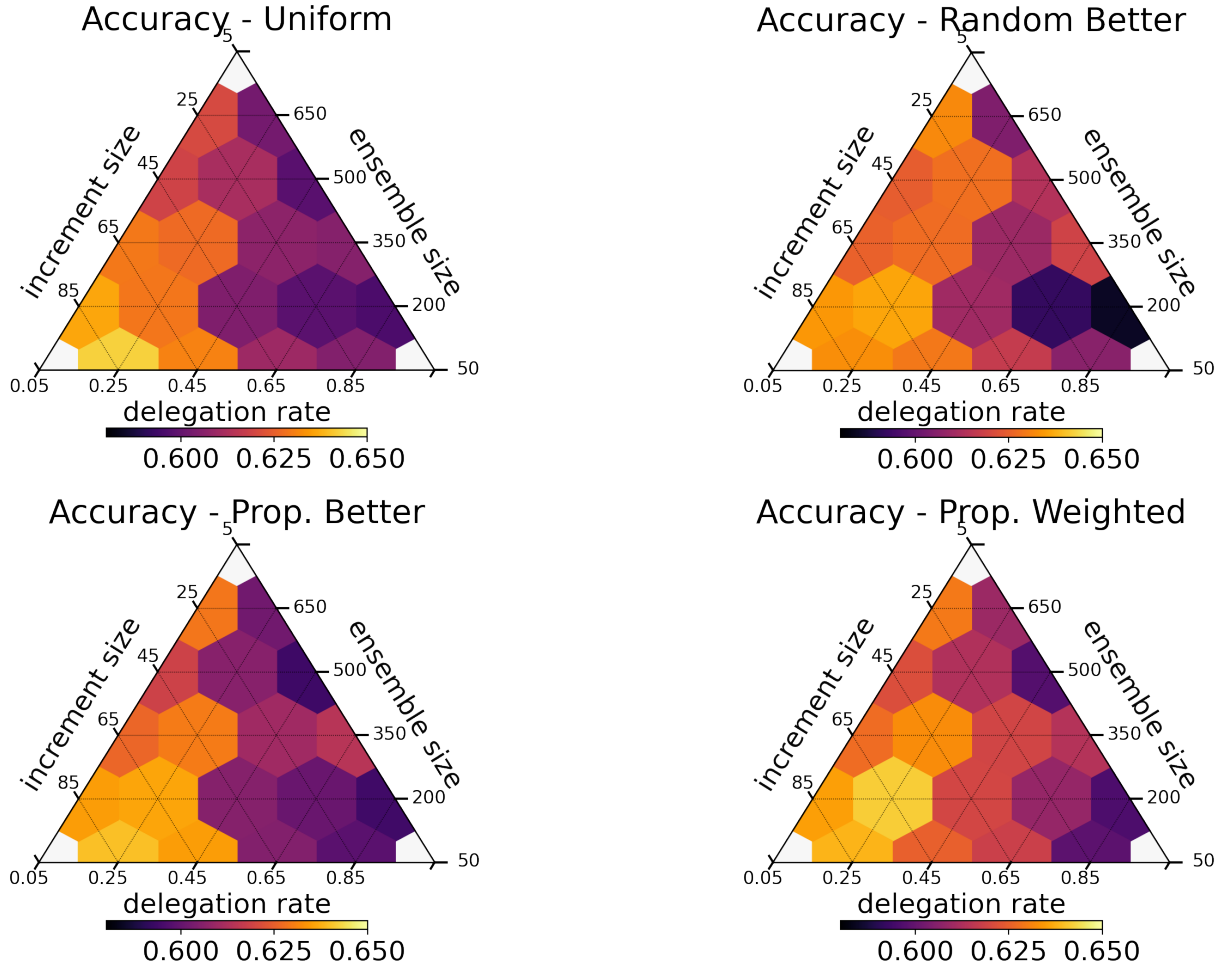 Accuracy - Uniform
5
25
45
65
85
650
500
350
200
50
increment size
ensemble size
0.05 0.25 0.45 0.65 0.85
delegation rate
0.600 0.625 0.650
Accuracy - Random Better
5
25
45
65
85
650
500
350
200
50
increment size
ensemble size
0.05 0.25 0.45 0.65 0.85
delegation rate
0.600 0.625 0.650
Accuracy - Prop. Better
5
25
45
65
85
650
500
350
200
50
increment size
ensemble size
0.05 0.25 0.45 0.65 0.85
delegation rate
0.600 0.625 0.650
Accuracy - Prop. Weighted
5
25
45
65
85
650
500
350
200
50
increment size
ensemble size
0.05 0.25 0.45 0.65 0.85
delegation rate
0.600 0.625 0.650